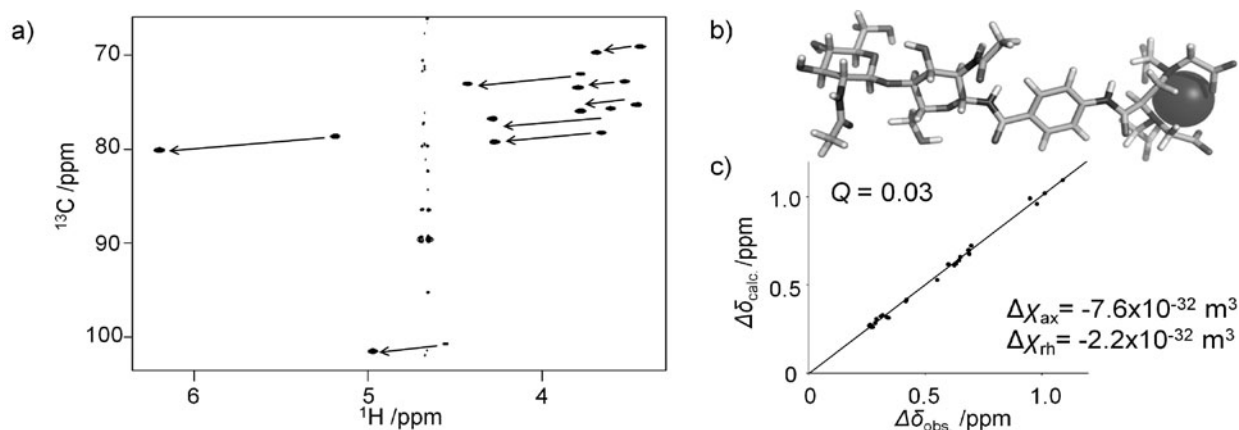 a)
70
80
90
100
¹³C /ppm
6
5
4
¹H /ppm
b)
c)
Q = 0.03
1.0
0.5
0
Δδcalc. /ppm
Δχax= -7.6x10⁻³² m³
Δχrh= -2.2x10⁻³² m³
0
0.5
1.0
Δδobs /ppm